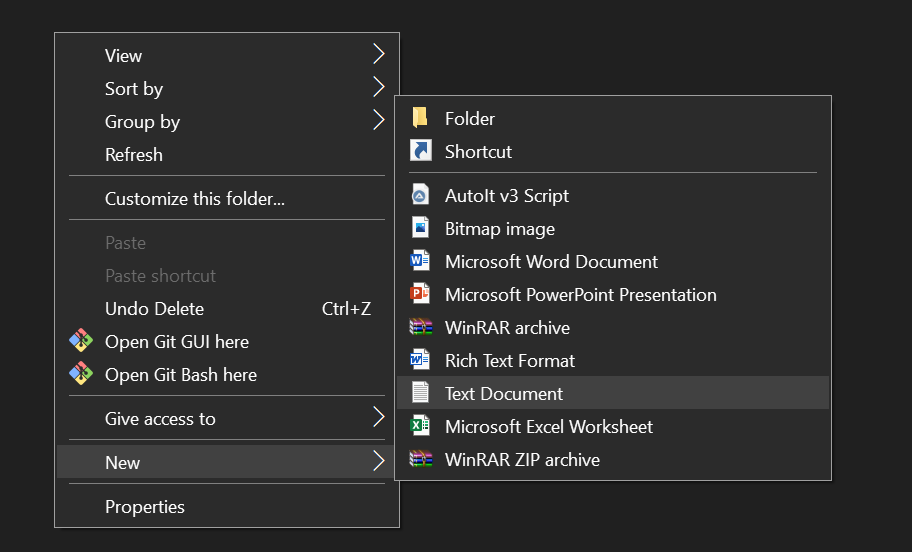 View
Sort by
Group by
Refresh
Customize this folder...
Paste
Paste shortcut
Undo Delete Ctrl+Z
Open Git GUI here
Open Git Bash here
Give access to
New
Properties
Folder
Shortcut
AutoIt v3 Script
Bitmap image
Microsoft Word Document
Microsoft PowerPoint Presentation
WinRAR archive
Rich Text Format
Text Document
Microsoft Excel Worksheet
WinRAR ZIP archive